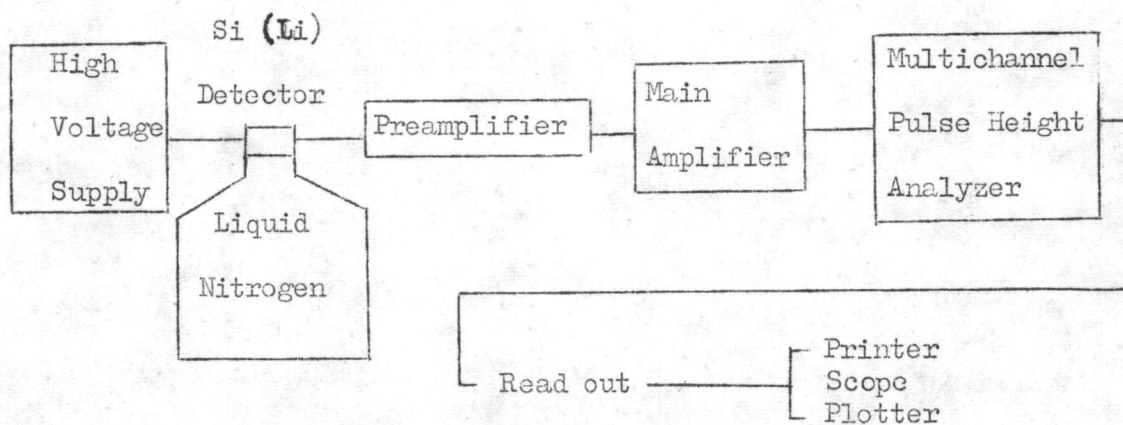 Si (Li)
Detector
High
Voltage
Supply
Liquid
Nitrogen
Preamplifier
Main
Amplifier
Multichannel
Pulse Height
Analyzer
Read out
Printer
Scope
Plotter